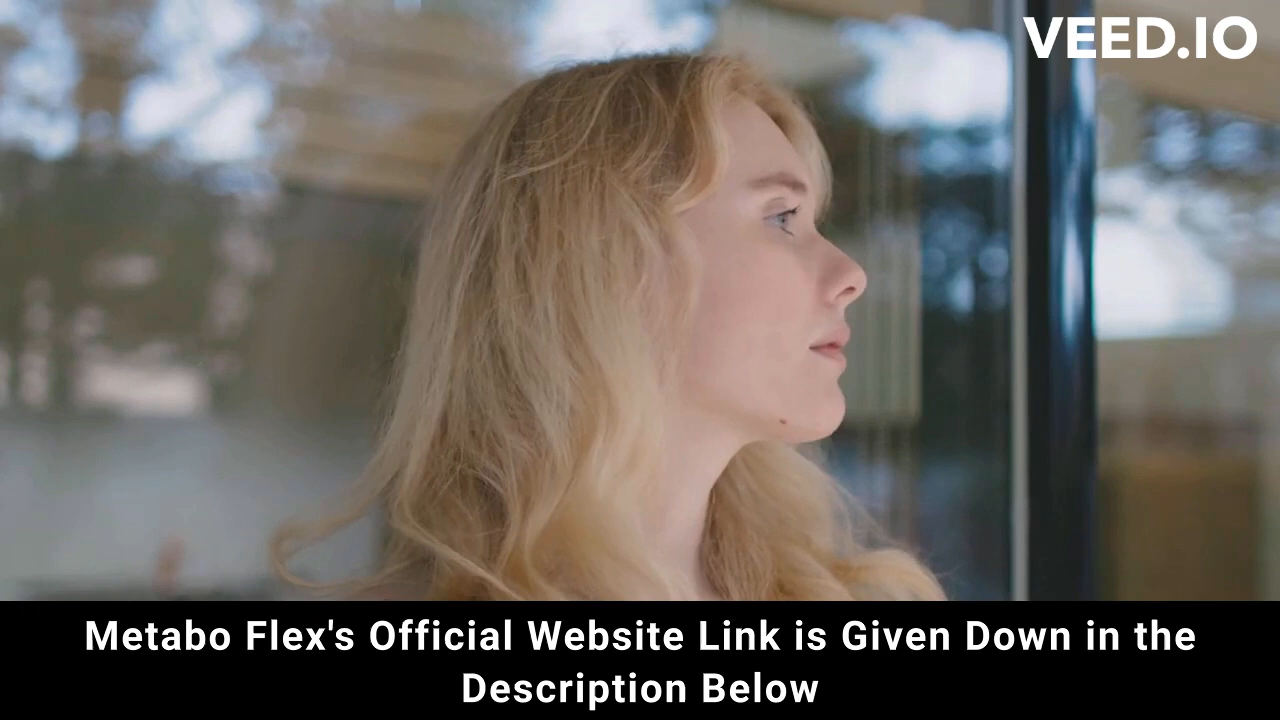 VEED.IO
Metabo Flex's Official Website Link is Given Down in the
Description Below